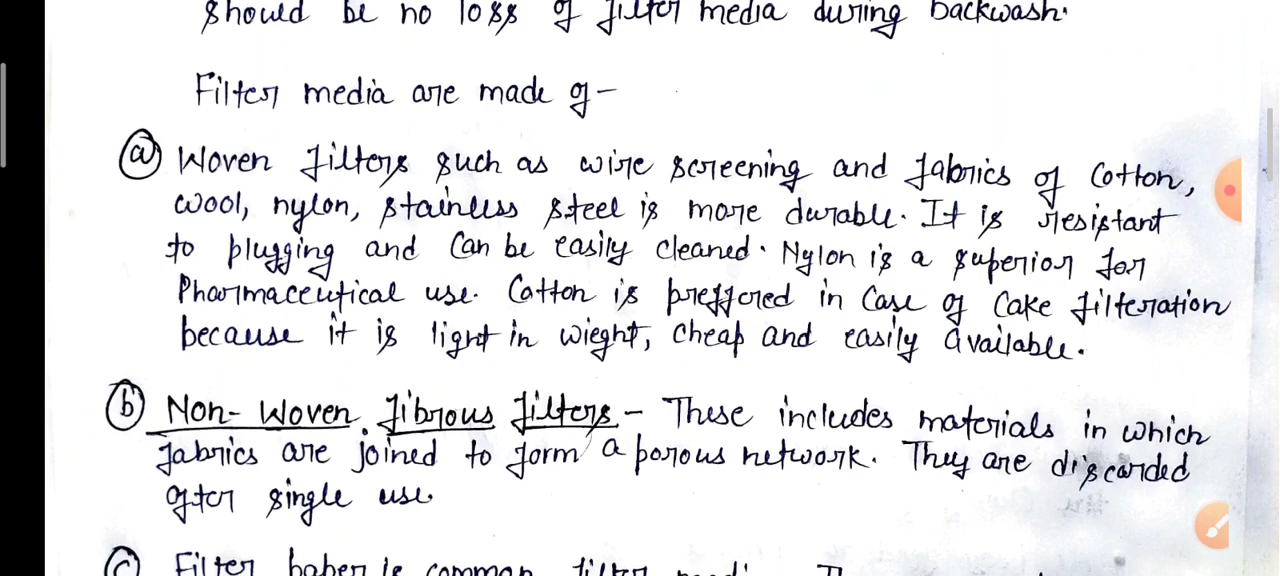 should be no loss of filter media during backwash.
Filter media are made of -
(a) Woven filters such as wire screening and fabrics of Cotton,
wool, nylon, stainless steel is more durable. It is resistant
to plugging and can be easily cleaned. Nylon is a superior for
Pharmaceutical use. Cotton is preffered in case of cake filteration
because it is light in wieght, cheap and easily available.
(b) Non-Woven fibrous filters - These includes materials in which
fabrics are joined to form a porous network. They are discarded
after single use.
(c) Filter paper is common filter